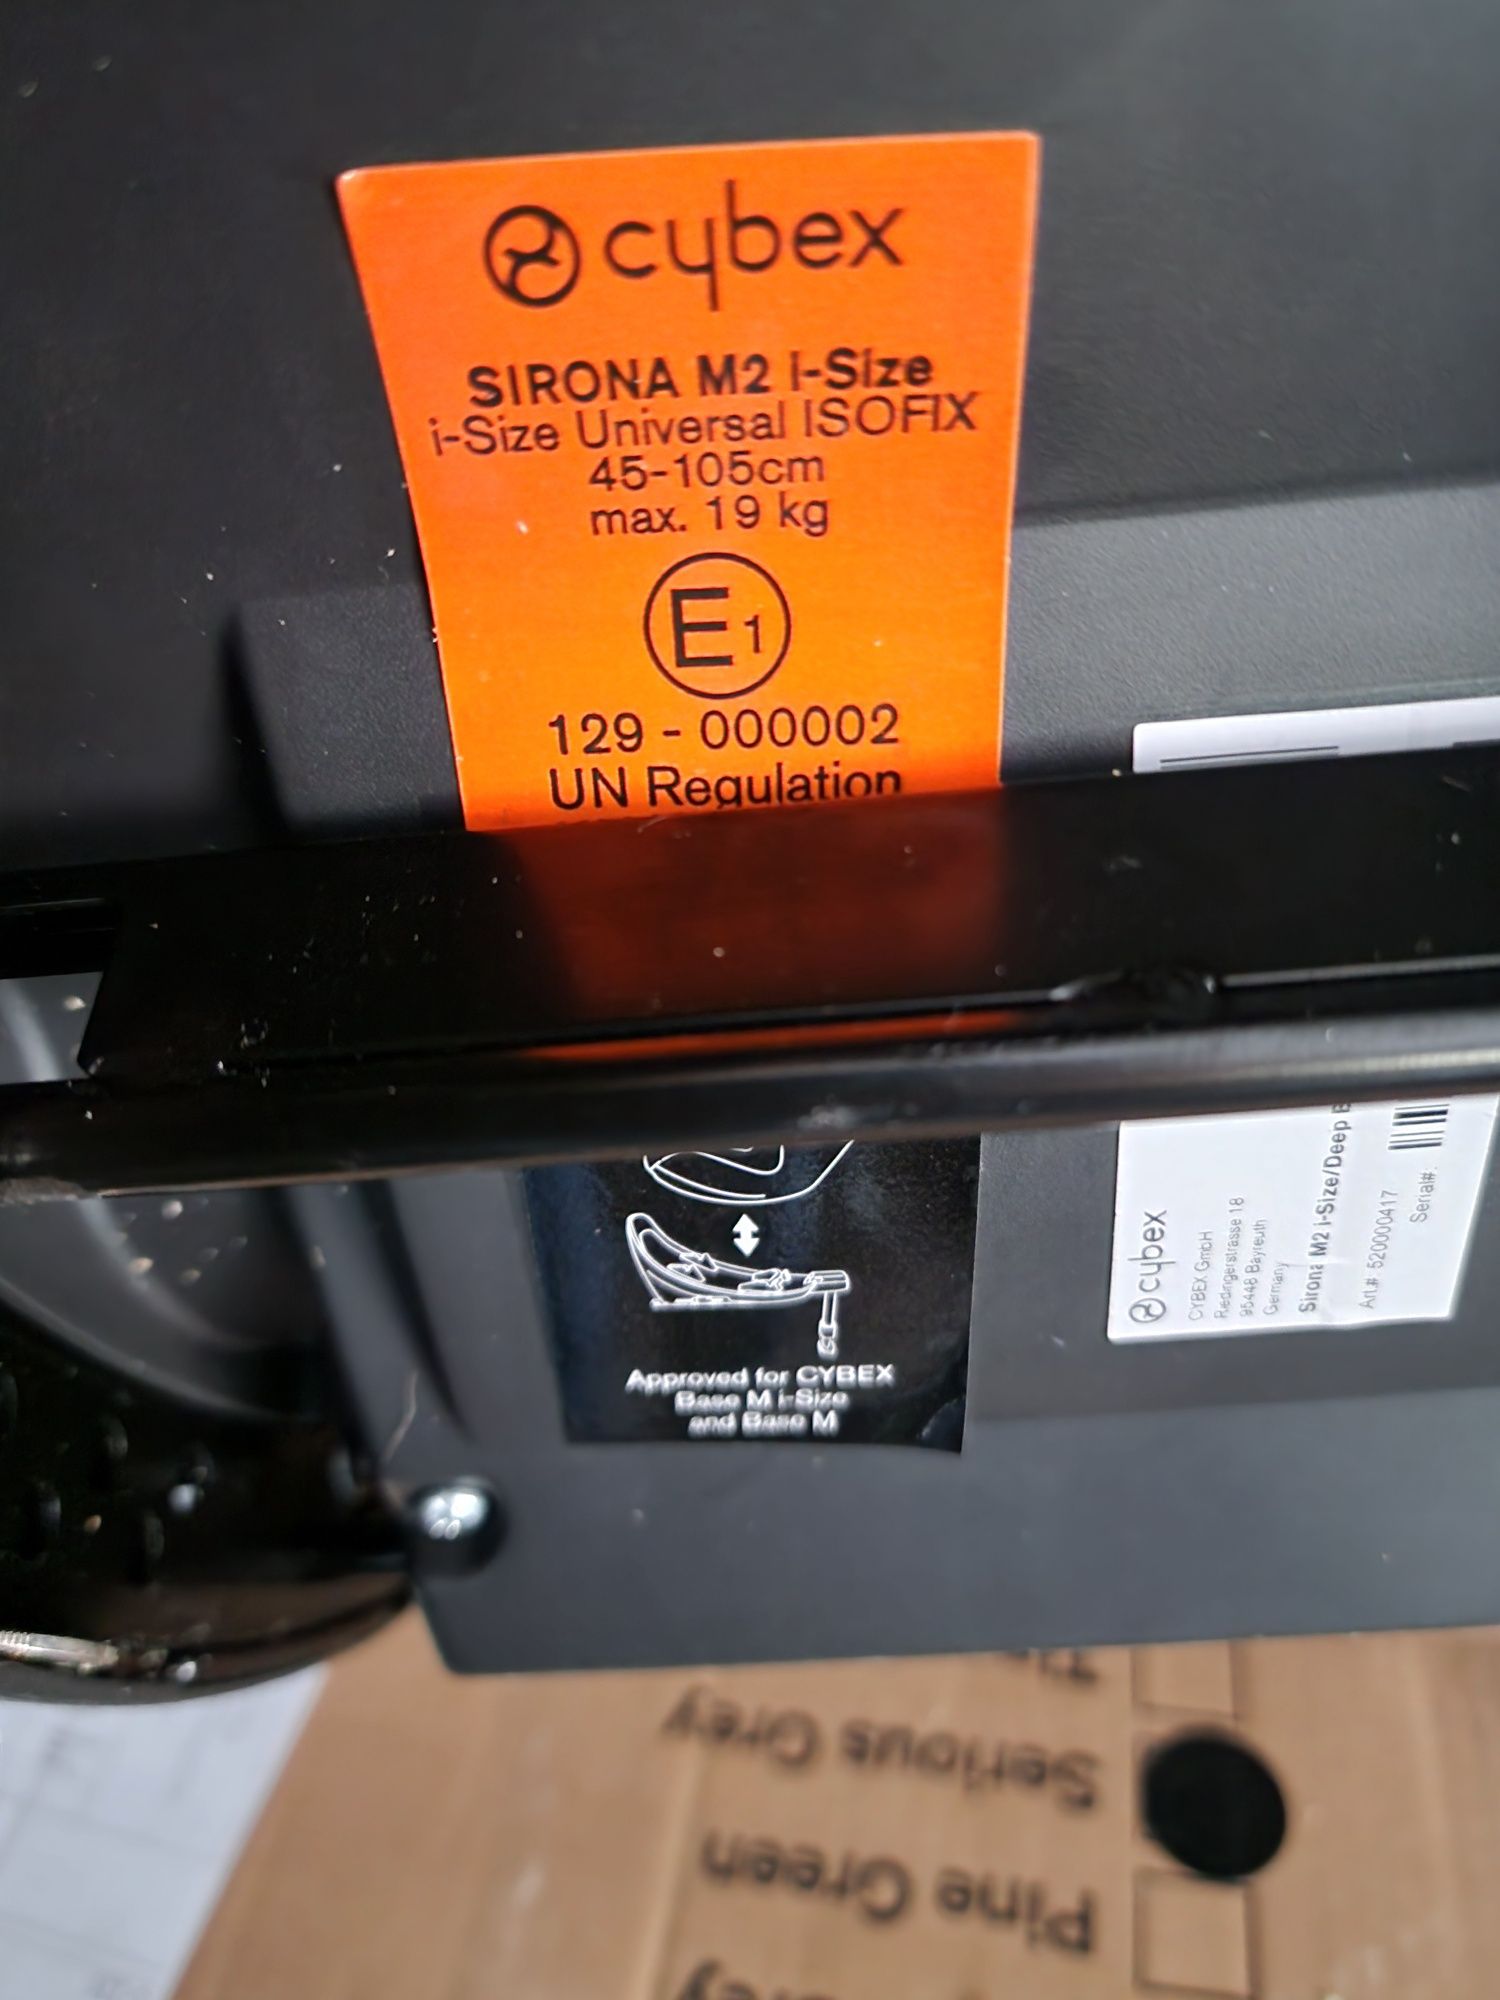 cybex
SIRONA M2 i-Size
i-Size Universal ISOFIX
45-105cm
max. 19 kg
E1
129 - 000002
UN Regulation
Approved for CYBEX
Base M i-Size
and Base M
cybex
CYBEX GmbH
Riedingerstrasse 18
95448 Bayreuth
Germany
Sirona M2 i-Size/Deep
Art.#: 520000417
Serial#:
Serious Grey
Pine Green